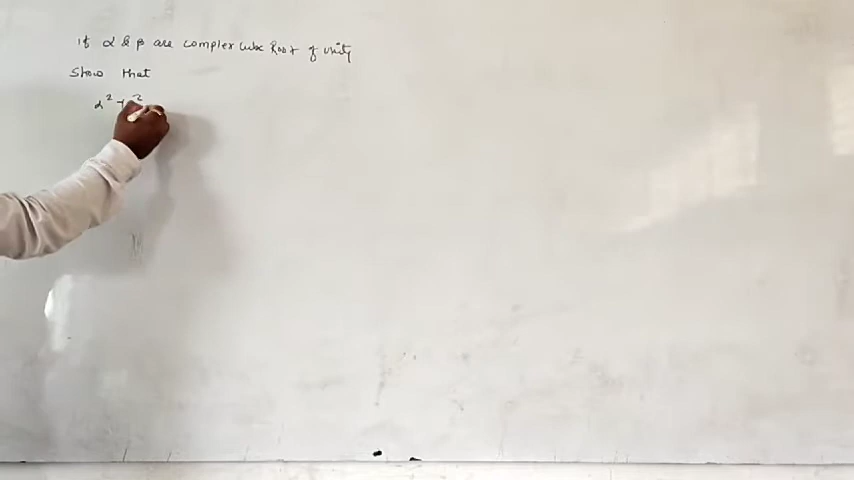 if α & β are complex cube Root of unity
Show that
α² +